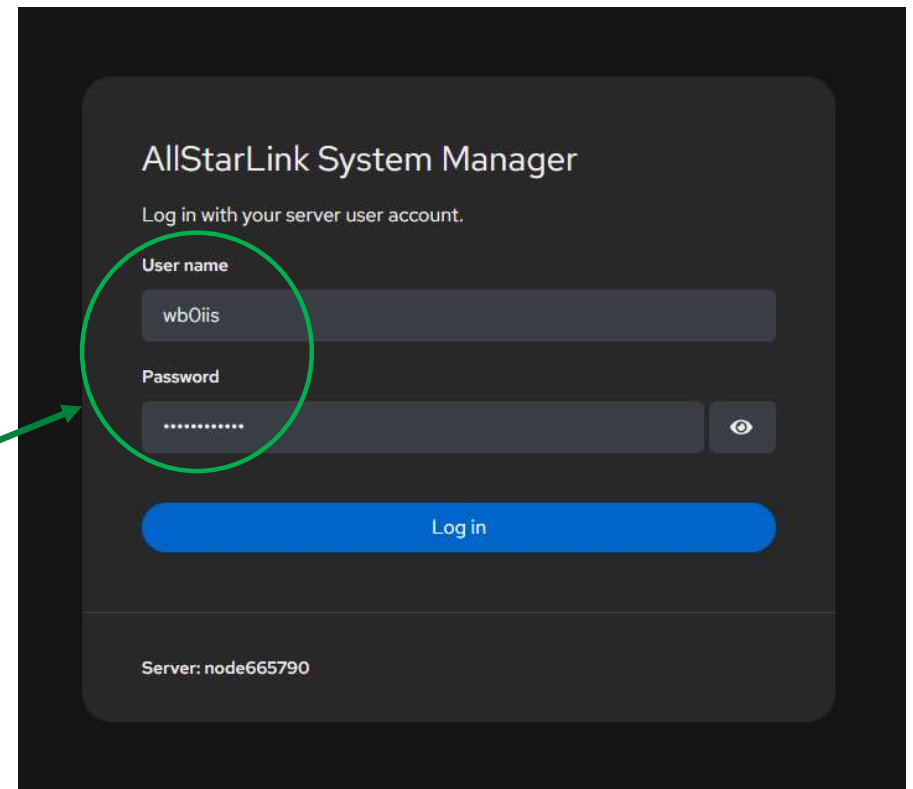 AllStarLink System Manager
Log in with your server user account.
User name
wb0iis
Password
••••••••••••
Log in
Server: node665790